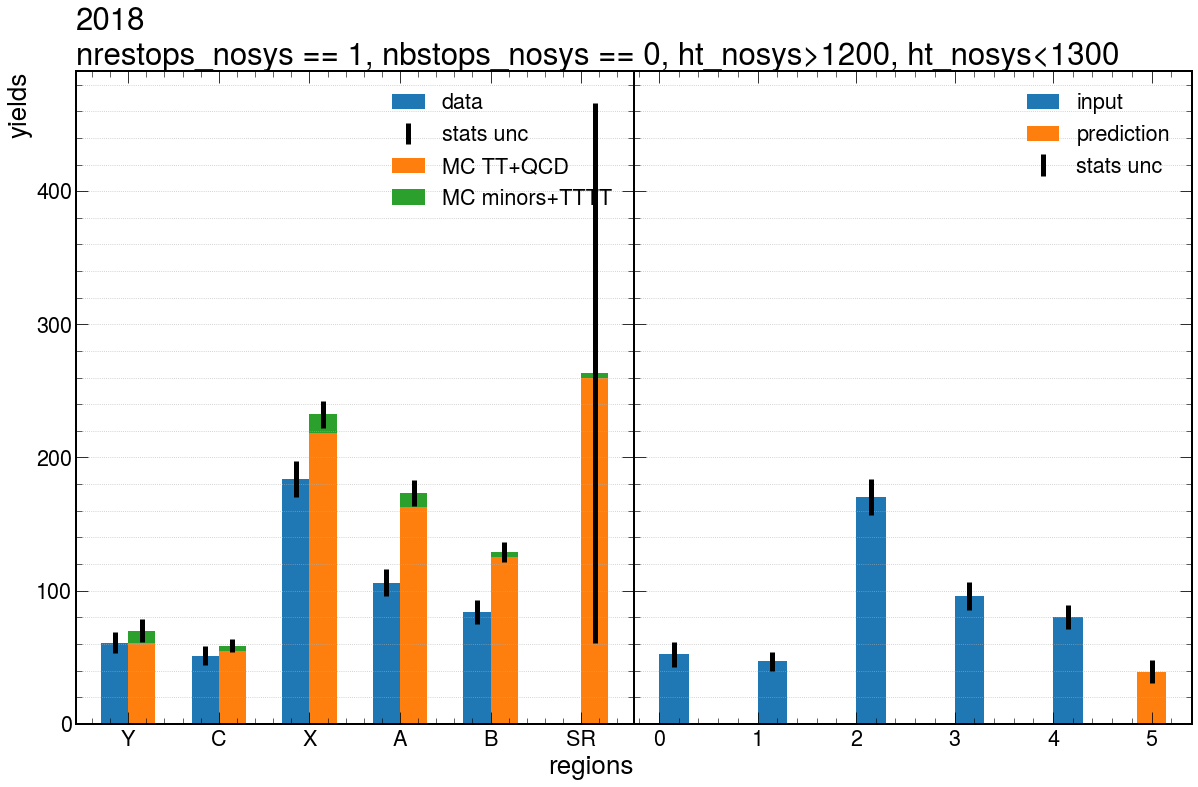 2018
nrestops_nosys == 1, nbstops_nosys == 0, ht_nosys>1200, ht_nosys<1300
yields
data
stats unc
MC TT+QCD
MC minors+TTTT
input
prediction
stats unc
400
300
200
100
0
Y C X A B SR 0 1 2 3 4 5
regions